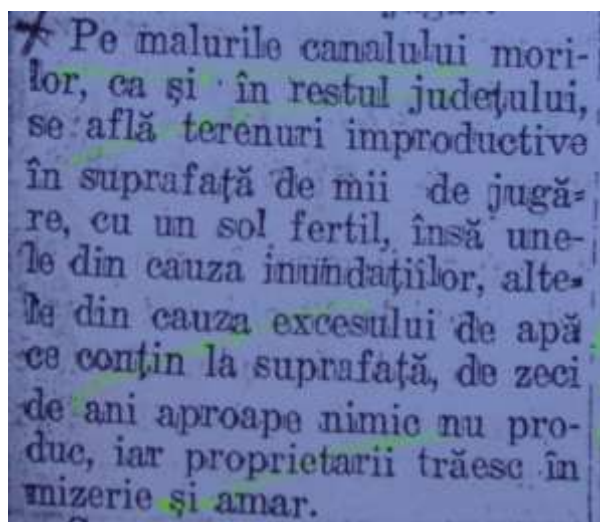 Pe malurile canalului mori-
lor, ca și în restul județului,
se află terenuri improductive
în suprafață de mii de jugă=
re, cu un sol fertil, însă une-
le din cauza inundațiilor, alte=
le din cauza excesului de apă
ce conțin la suprafață, de zeci
de ani aproape nimic nu pro-
duc, iar proprietarii trăesc în
mizerie și amar.